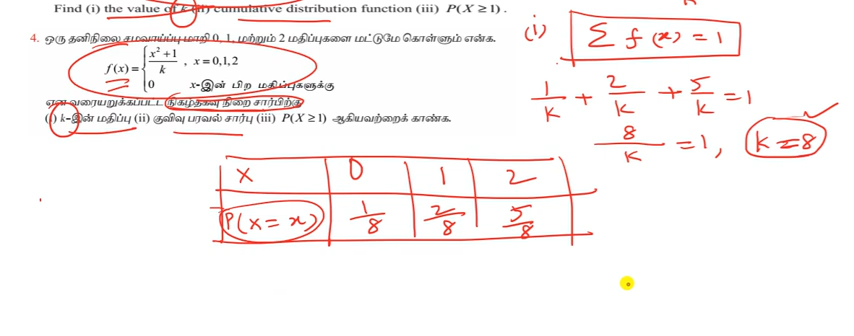 Find (i) the value of k (ii) cumulative distribution function (iii) P(X ≥ 1) .
4. ஒரு தனிநிலை சமவாய்ப்பு மாறி 0, 1, மற்றும் 2 மதிப்புகளை மட்டுமே கொள்ளும் என்க.
f(x) = { (x² + 1)/k , x = 0,1,2
0 x-இன் பிற மதிப்புகளுக்கு
என வரையறுக்கப்பட்ட நிகழ்தகவு நிறை சார்பிற்கு
(i) k-இன் மதிப்பு (ii) குவிவு பரவல் சார்பு (iii) P(X ≥ 1) ஆகியவற்றைக் காண்க.
(i) Σ f(x) = 1
1/k + 2/k + 5/k = 1
8/k = 1, k = 8
X 0 1 2
P(X = x) 1/8 2/8 5/8